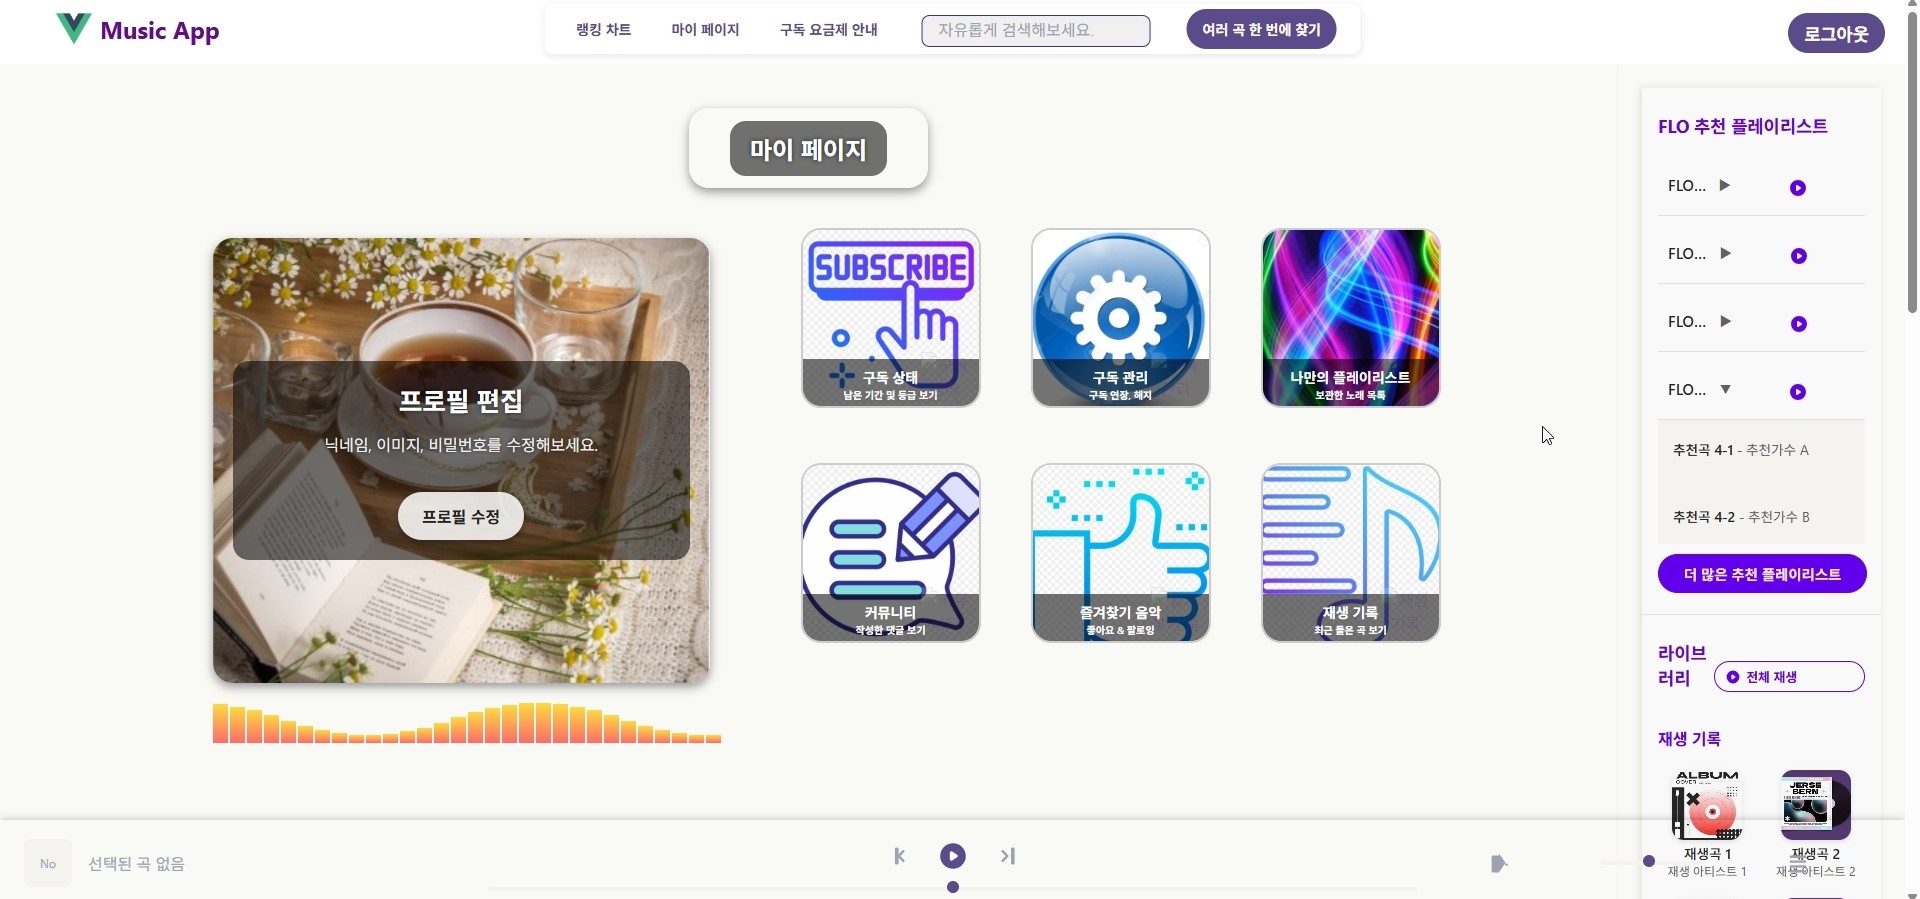 Music App
랭킹 차트
마이 페이지
구독 요금제 안내
자유롭게 검색해보세요.
여러 곡 한 번에 찾기
로그아웃
마이 페이지
프로필 편집
닉네임, 이미지, 비밀번호를 수정해보세요.
프로필 수정
SUBSCRIBE
구독 상태
남은 기간 및 등급 보기
구독 관리
구독 연장, 해지
나만의 플레이리스트
보관한 노래 목록
커뮤니티
작성한 댓글 보기
즐겨찾기 음악
좋아요 & 팔로잉
재생 기록
최근 들은 곡 보기
FLO 추천 플레이리스트
FLO...
FLO...
FLO...
FLO...
추천곡 4-1 - 추천가수 A
추천곡 4-2 - 추천가수 B
더 많은 추천 플레이리스트
라이브
러리
전체 재생
재생 기록
ALBUM
COVER
JERSE
BERN
재생곡 1
재생 아티스트 1
재생곡 2
재생 아티스트 2
No
선택된 곡 없음